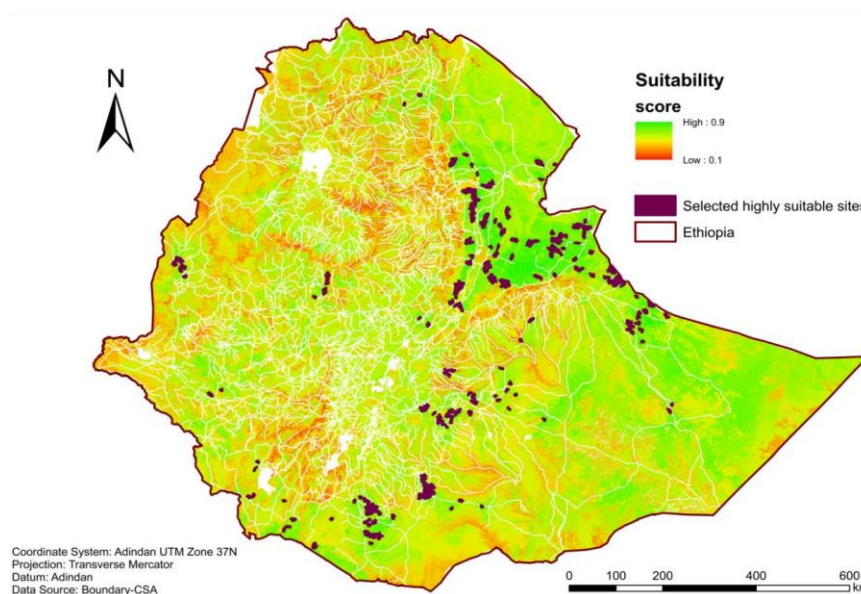 N
Suitability
score
High : 0.9
Low : 0.1
Selected highly suitable sites
Ethiopia
Coordinate System: Adindan UTM Zone 37N
Projection: Transverse Mercator
Datum: Adindan
Data Source: Boundary-CSA
0 100 200 400 600
km